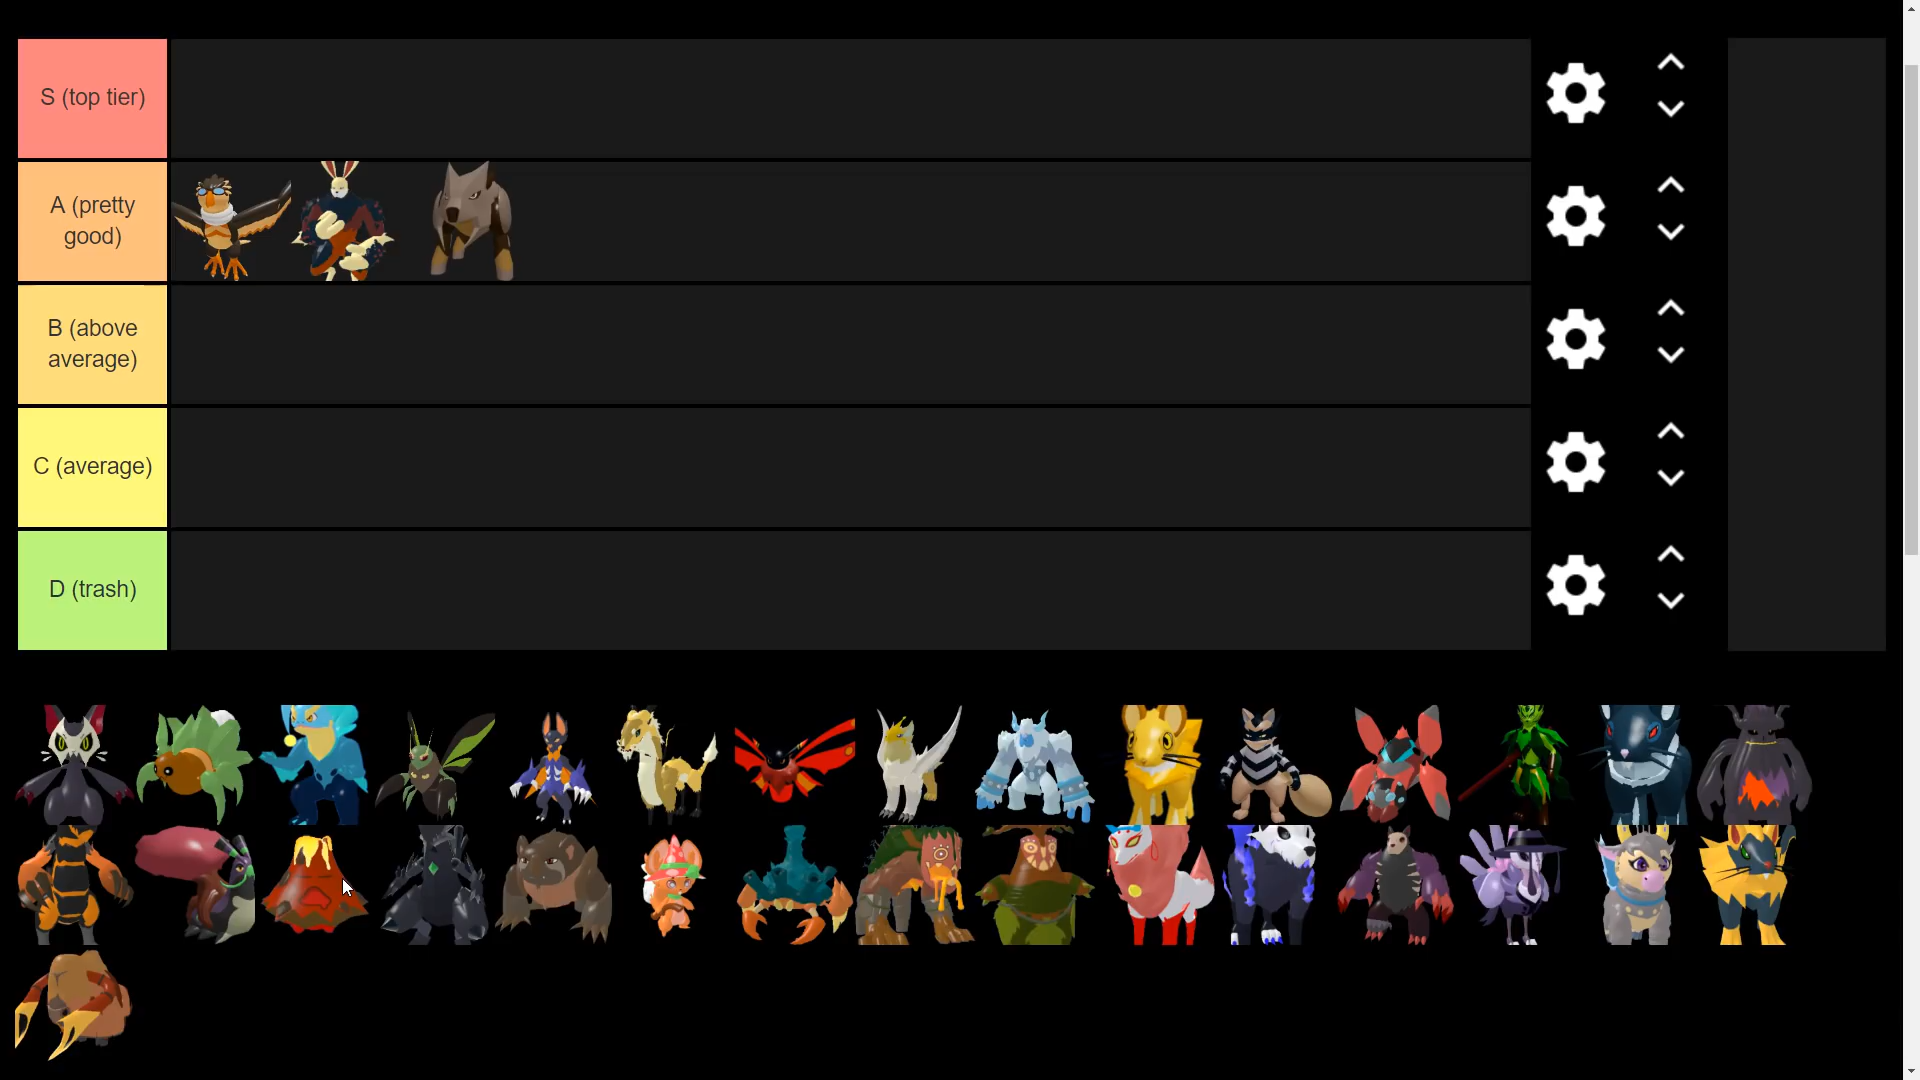 S (top tier)
A (pretty
good)
B (above
average)
C (average)
D (trash)